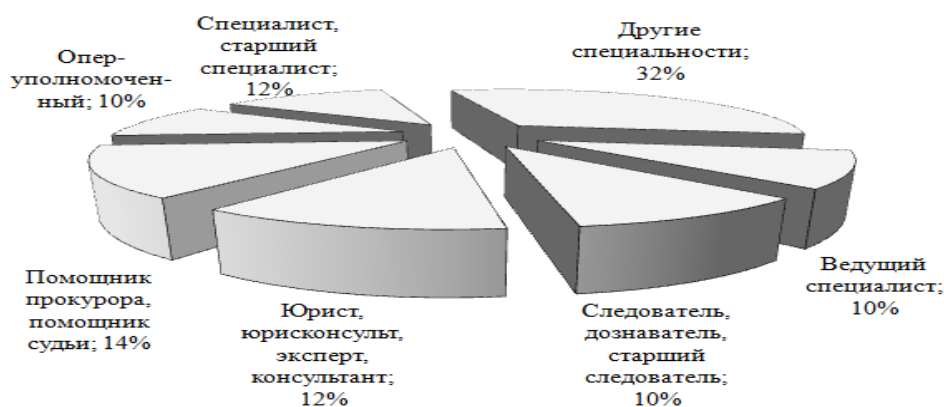 Специалист,
старший
специалист;
12%
Другие
специальности;
32%
Опер-
уполномочен-
ный; 10%
Помощник
прокурора,
помощник
судьи; 14%
Юрист,
юрисконсульт,
эксперт,
консультант;
12%
Следователь,
дознаватель,
старший
следователь;
10%
Ведущий
специалист;
10%